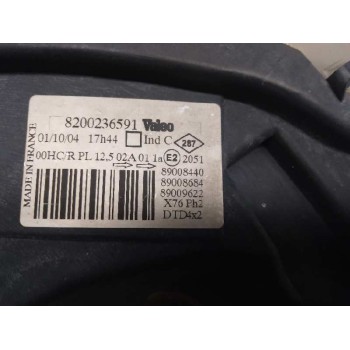 8200236591 Valeo
01/10/04 17h44 Ind C 287
00HC/R PL 12.5 02A 01 1a E2 2051
89008440
89008684
89009622
X76 Ph2
DTD4x2
MADE IN FRANCE